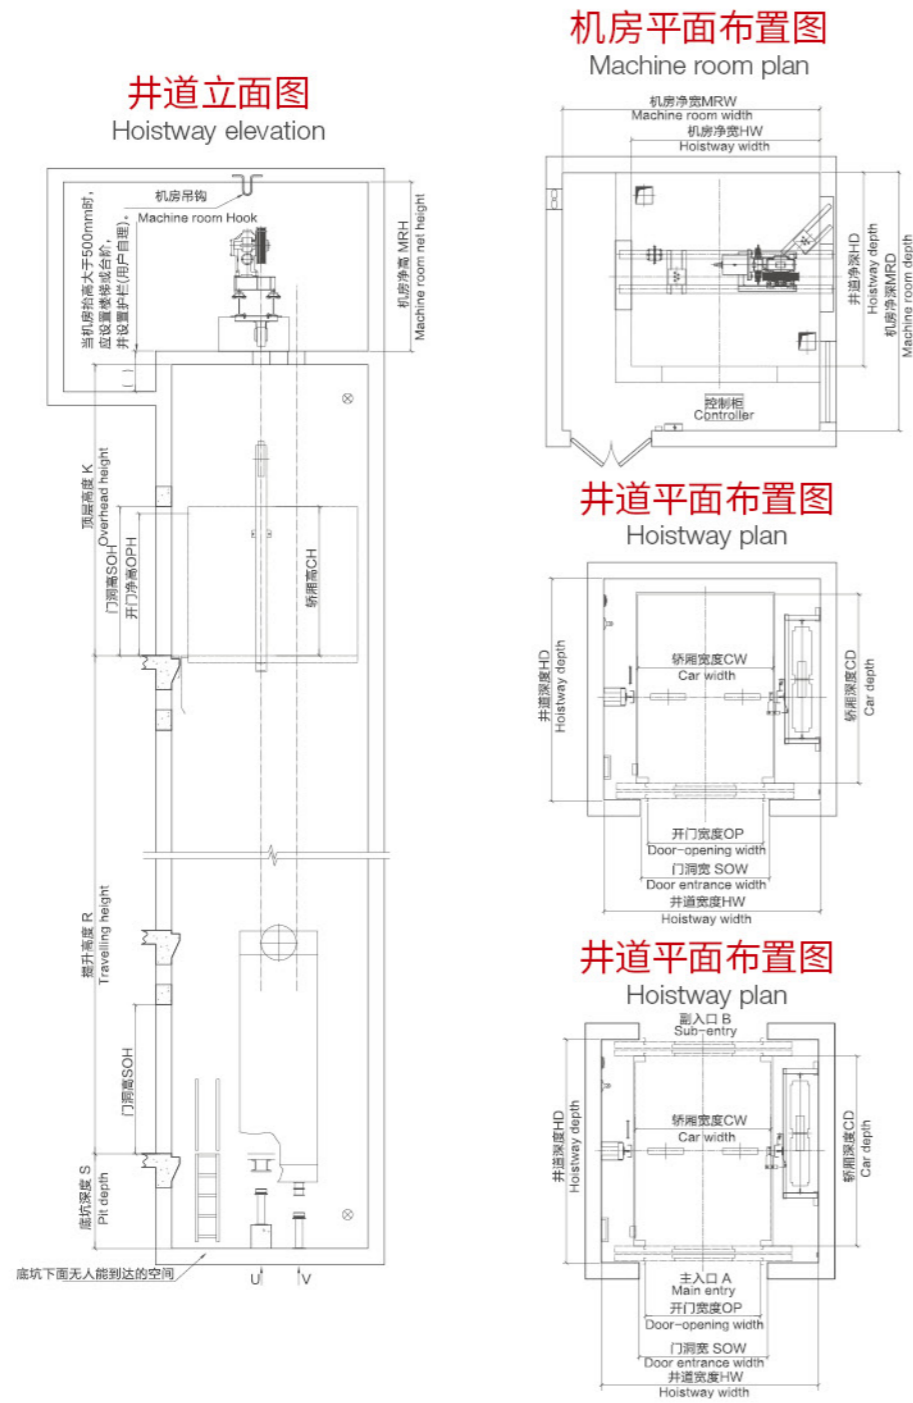 井道立面图
Hoistway elevation
机房吊钩
Machine room Hook
当机房抬高大于500mm时，
应设置楼梯或台阶，
并设置护栏(用户自理)。
机房净高 MRH
Machine room net height
( )
顶层高度 K
Overhead height
门洞高SOH
开门净高OPH
轿厢高CH
提升高度 R
Travelling height
门洞高SOH
底坑深度 S
Pit depth
底坑下面无人能到达的空间
U
V
机房平面布置图
Machine room plan
机房净宽MRW
Machine room width
机房净宽HW
Hoistway width
井道净深HD
Hoistway depth
机房净深MRD
Machine room depth
控制柜
Controller
井道平面布置图
Hoistway plan
井道深度HD
Hoistway depth
轿厢宽度CW
Car width
轿厢深度CD
Car depth
开门宽度OP
Door-opening width
门洞宽 SOW
Door entrance width
井道宽度HW
Hoistway width
井道平面布置图
Hoistway plan
副入口 B
Sub-entry
井道深度HD
Hoistway depth
轿厢宽度CW
Car width
轿厢深度CD
Car depth
主入口 A
Main entry
开门宽度OP
Door-opening width
门洞宽 SOW
Door entrance width
井道宽度HW
Hoistway width